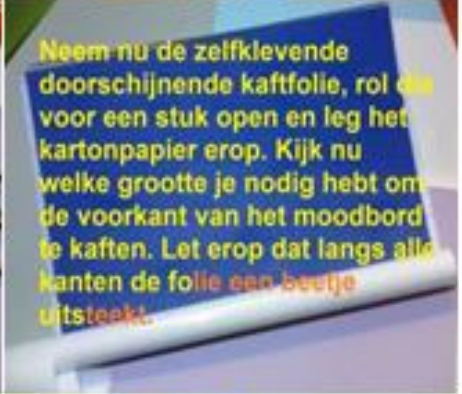 Neem nu de zelfklevende
doorschijnende kaftfolie, rol die
voor een stuk open en leg het
kartonpapier erop. Kijk nu
welke grootte je nodig hebt om
de voorkant van het moodbord
te kaften. Let erop dat langs alle
kanten de folie een beetje
uitsteekt.